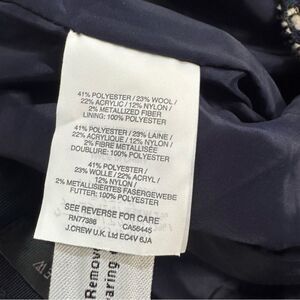 41% POLYESTER / 23% WOOL /
22% ACRYLIC / 12% NYLON /
2% METALLIZED FIBER
LINING: 100% POLYESTER
41% POLYESTER / 23% LAINE /
22% ACRYLIQUE / 12% NYLON /
2% FIBRE MÉTALLISÉE
DOUBLURE: 100% POLYESTER
41% POLYESTER /
23% WOLLE / 22% ACRYL /
12% NYLON /
2% METALLISIERTES FASERGEWEBE
FUTTER: 100% POLYESTER
SEE REVERSE FOR CARE
RN77388 CA56445
J.CREW U.K. Ltd EC4V 6JA
Remove